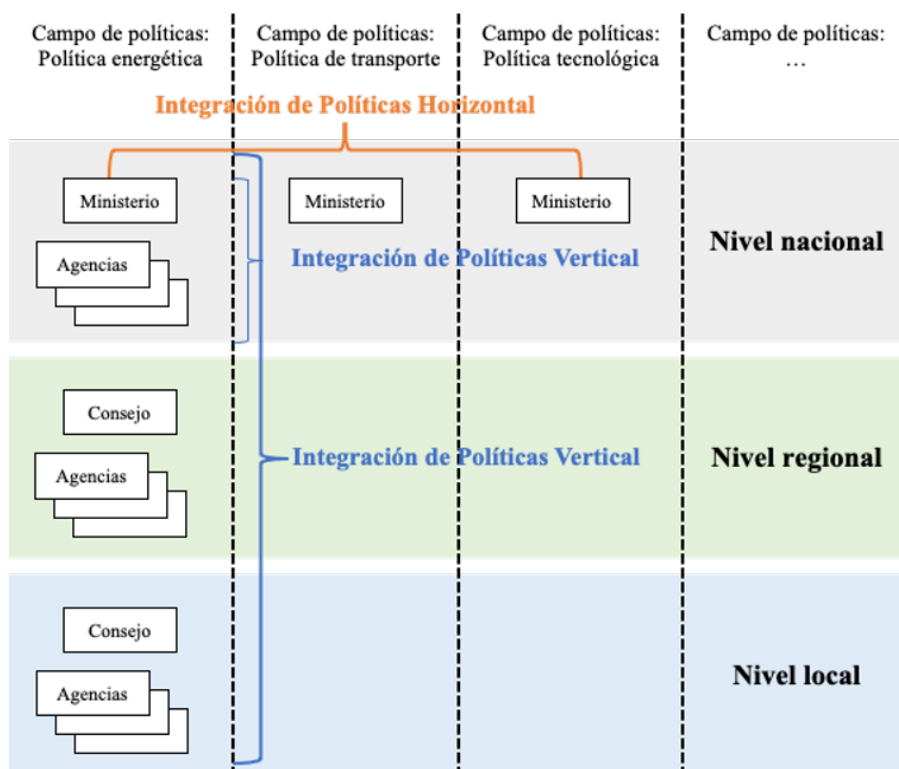 Campo de políticas:
Política energética
Campo de políticas:
Política de transporte
Campo de políticas:
Política tecnológica
Campo de políticas:
…
Integración de Políticas Horizontal
Ministerio
Ministerio
Ministerio
Agencias
Integración de Políticas Vertical
Nivel nacional
Consejo
Agencias
Integración de Políticas Vertical
Nivel regional
Consejo
Agencias
Nivel local